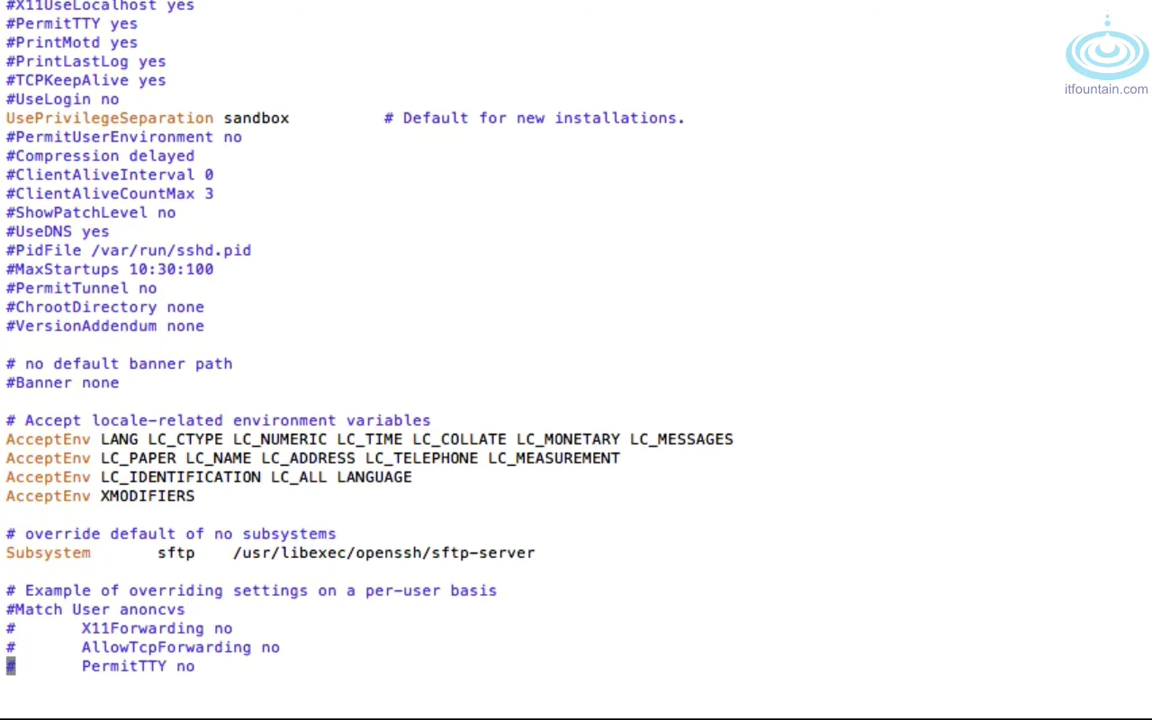 #X11UseLocalhost yes
#PermitTTY yes
#PrintMotd yes
#PrintLastLog yes
#TCPKeepAlive yes
#UseLogin no
UsePrivilegeSeparation sandbox          # Default for new installations.
#PermitUserEnvironment no
#Compression delayed
#ClientAliveInterval 0
#ClientAliveCountMax 3
#ShowPatchLevel no
#UseDNS yes
#PidFile /var/run/sshd.pid
#MaxStartups 10:30:100
#PermitTunnel no
#ChrootDirectory none
#VersionAddendum none
# no default banner path
#Banner none
# Accept locale-related environment variables
AcceptEnv LANG LC_CTYPE LC_NUMERIC LC_TIME LC_COLLATE LC_MONETARY LC_MESSAGES
AcceptEnv LC_PAPER LC_NAME LC_ADDRESS LC_TELEPHONE LC_MEASUREMENT
AcceptEnv LC_IDENTIFICATION LC_ALL LANGUAGE
AcceptEnv XMODIFIERS
# override default of no subsystems
Subsystem       sftp    /usr/libexec/openssh/sftp-server
# Example of overriding settings on a per-user basis
#Match User anoncvs
#       X11Forwarding no
#       AllowTcpForwarding no
#       PermitTTY no
itfountain.com